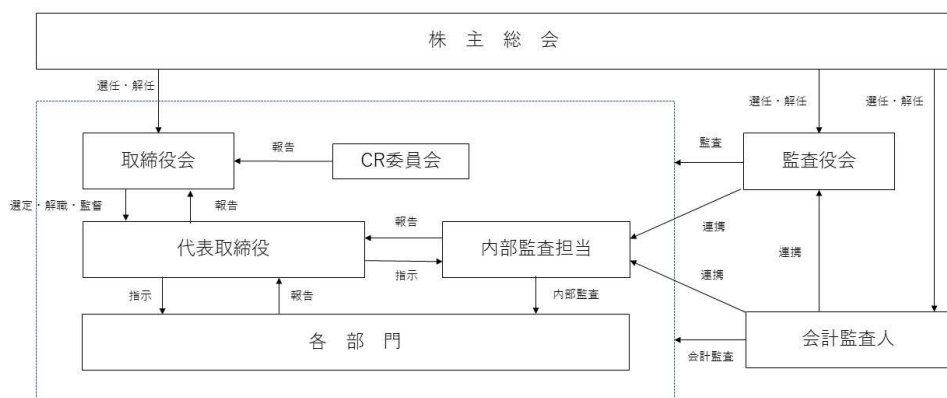 株 主 総 会
選任・解任
選任・解任
選任・解任
取締役会
報告
CR委員会
監査
監査役会
選定・解職・監督
報告
報告
連携
代表取締役
内部監査担当
連携
連携
指示
指示
報告
内部監査
各 部 門
会計監査人
会計監査